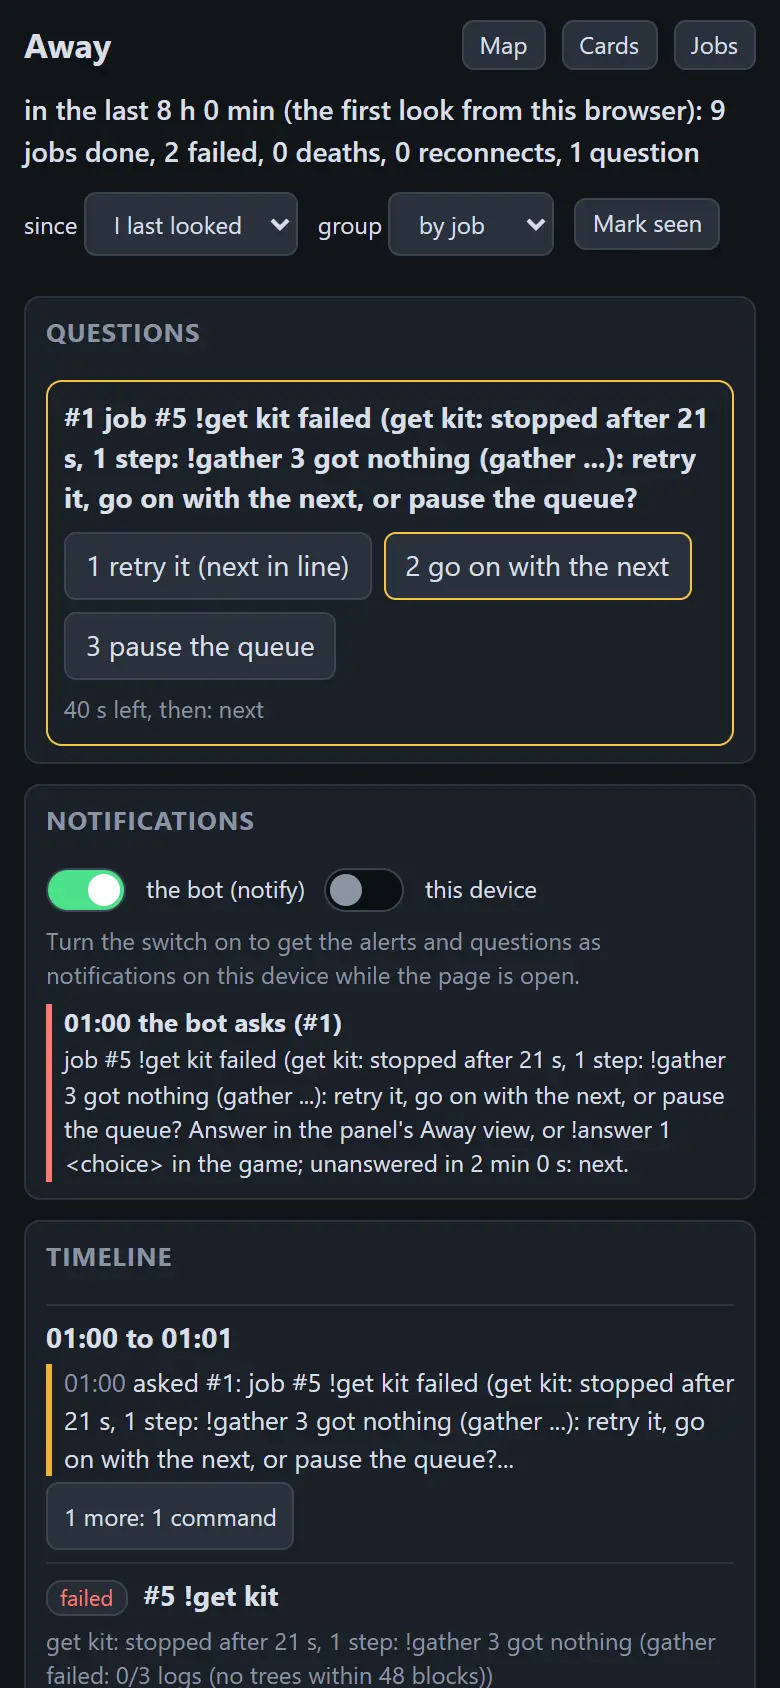 Away
Map
Cards
Jobs
in the last 8 h 0 min (the first look from this browser): 9
jobs done, 2 failed, 0 deaths, 0 reconnects, 1 question
since
I last looked
group
by job
Mark seen
QUESTIONS
#1 job #5 !get kit failed (get kit: stopped after 21
s, 1 step: !gather 3 got nothing (gather ...): retry
it, go on with the next, or pause the queue?
1 retry it (next in line)
2 go on with the next
3 pause the queue
40 s left, then: next
NOTIFICATIONS
the bot (notify)
this device
Turn the switch on to get the alerts and questions as
notifications on this device while the page is open.
01:00 the bot asks (#1)
job #5 !get kit failed (get kit: stopped after 21 s, 1 step: !gather
3 got nothing (gather ...): retry it, go on with the next, or pause
the queue? Answer in the panel's Away view, or !answer 1
<choice> in the game; unanswered in 2 min 0 s: next.
TIMELINE
01:00 to 01:01
01:00 asked #1: job #5 !get kit failed (get kit: stopped after
21 s, 1 step: !gather 3 got nothing (gather ...): retry it, go
on with the next, or pause the queue?...
1 more: 1 command
failed
#5 !get kit
get kit: stopped after 21 s, 1 step: !gather 3 got nothing (gather
failed: 0/3 logs (no trees within 48 blocks))